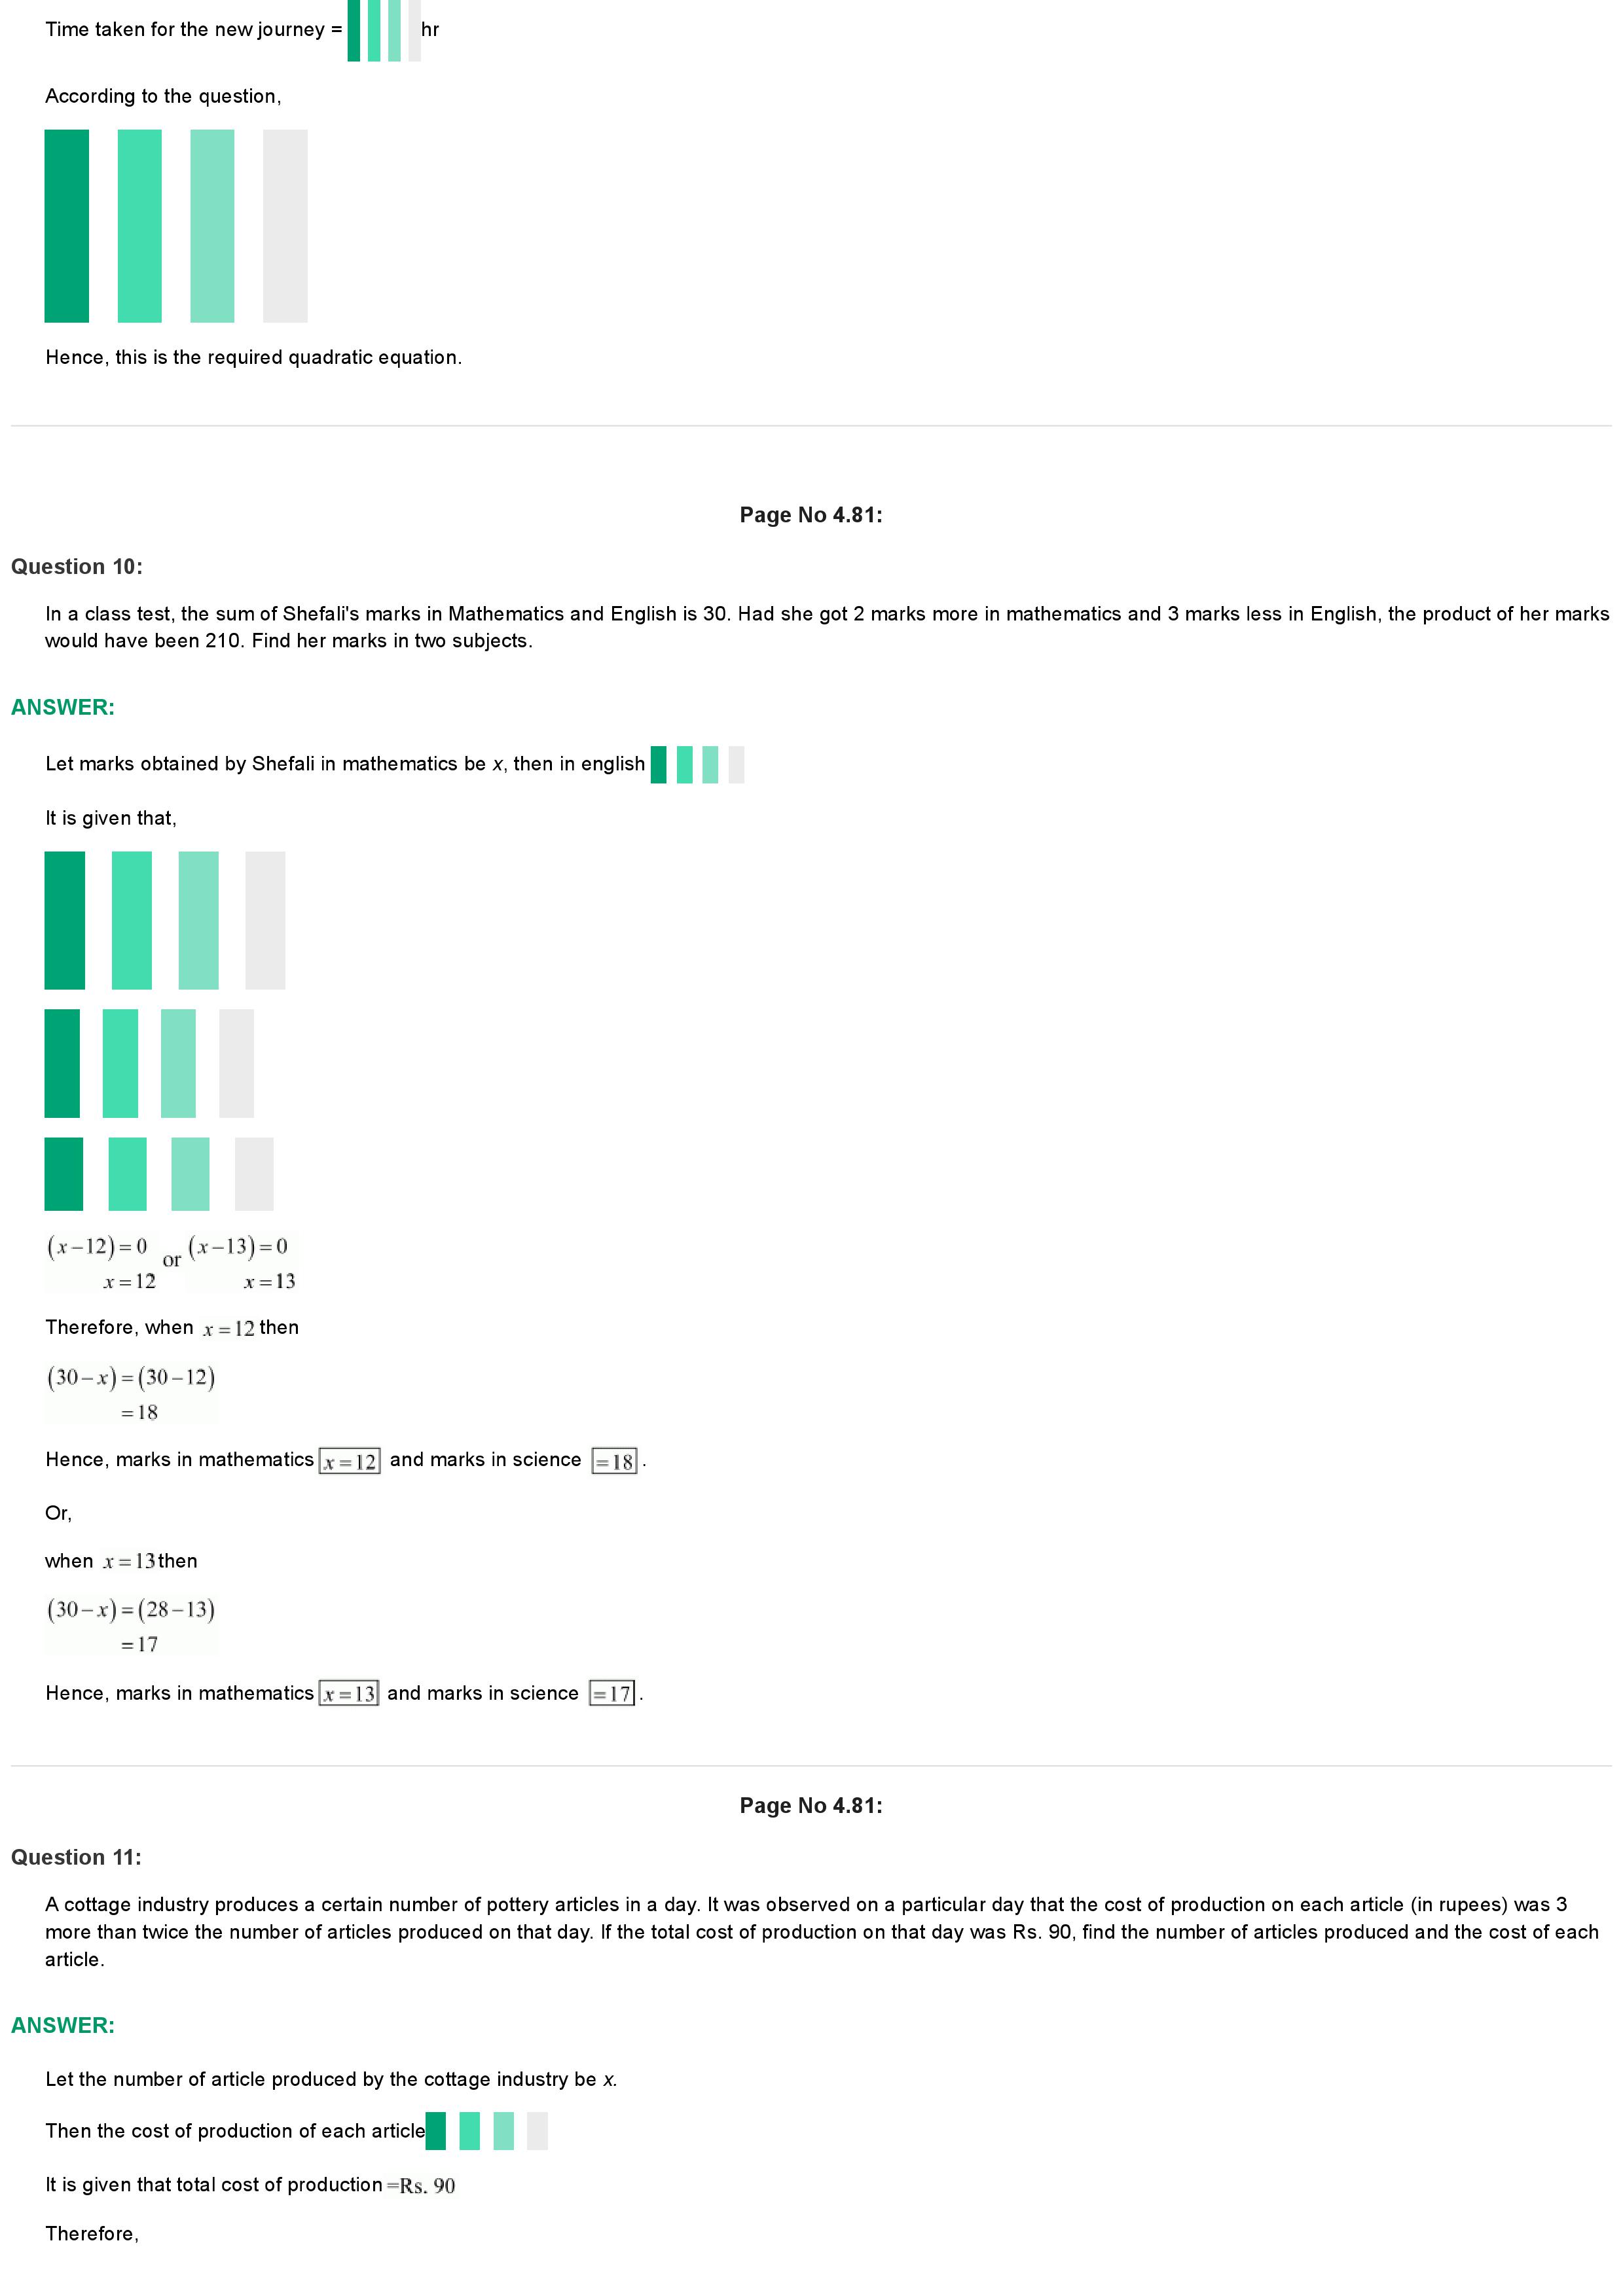 Time taken for the new journey = hr
According to the question,
Hence, this is the required quadratic equation.
Page No 4.81:
Question 10:
In a class test, the sum of Shefali's marks in Mathematics and English is 30. Had she got 2 marks more in mathematics and 3 marks less in English, the product of her marks
would have been 210. Find her marks in two subjects.
ANSWER:
Let marks obtained by Shefali in mathematics be x, then in english
It is given that,
(x−12)=0 or (x−13)=0
x=12 x=13
Therefore, when x=12 then
(30−x)=(30−12)
=18
Hence, marks in mathematics x=12 and marks in science =18.
Or,
when x=13 then
(30−x)=(28−13)
=17
Hence, marks in mathematics x=13 and marks in science =17.
Page No 4.81:
Question 11:
A cottage industry produces a certain number of pottery articles in a day. It was observed on a particular day that the cost of production on each article (in rupees) was 3
more than twice the number of articles produced on that day. If the total cost of production on that day was Rs. 90, find the number of articles produced and the cost of each
article.
ANSWER:
Let the number of article produced by the cottage industry be x.
Then the cost of production of each article
It is given that total cost of production =Rs. 90
Therefore,